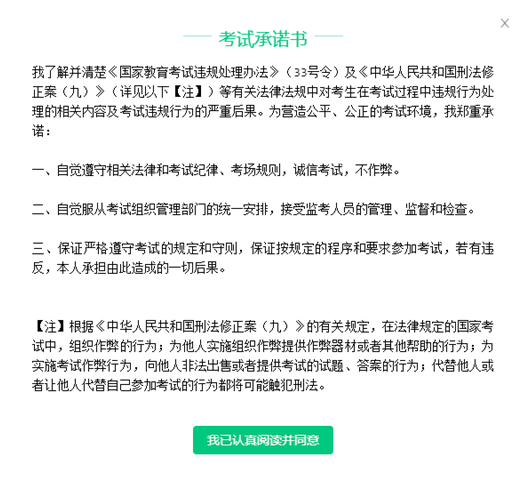 考试承诺书
我了解并清楚《国家教育考试违规处理办法》（33号令）及《中华人民共和国刑法修
正案（九）》（详见以下【注】）等有关法律法规中对考生在考试过程中违规行为处
理的相关内容及考试违规行为的严重后果。为营造公平、公正的考试环境，我郑重承
诺：
一、自觉遵守相关法律和考试纪律、考场规则，诚信考试，不作弊。
二、自觉服从考试组织管理部门的统一安排，接受监考人员的管理、监督和检查。
三、保证严格遵守考试的规定和守则，保证按规定的程序和要求参加考试，若有违
反，本人承担由此造成的一切后果。
【注】根据《中华人民共和国刑法修正案（九）》的有关规定，在法律规定的国家考
试中，组织作弊的行为；为他人实施组织作弊提供作弊器材或者其他帮助的行为；为
实施考试作弊行为，向他人非法出售或者提供考试的试题、答案的行为；代替他人或
者让他人代替自己参加考试的行为都将可能触犯刑法。
我已认真阅读并同意